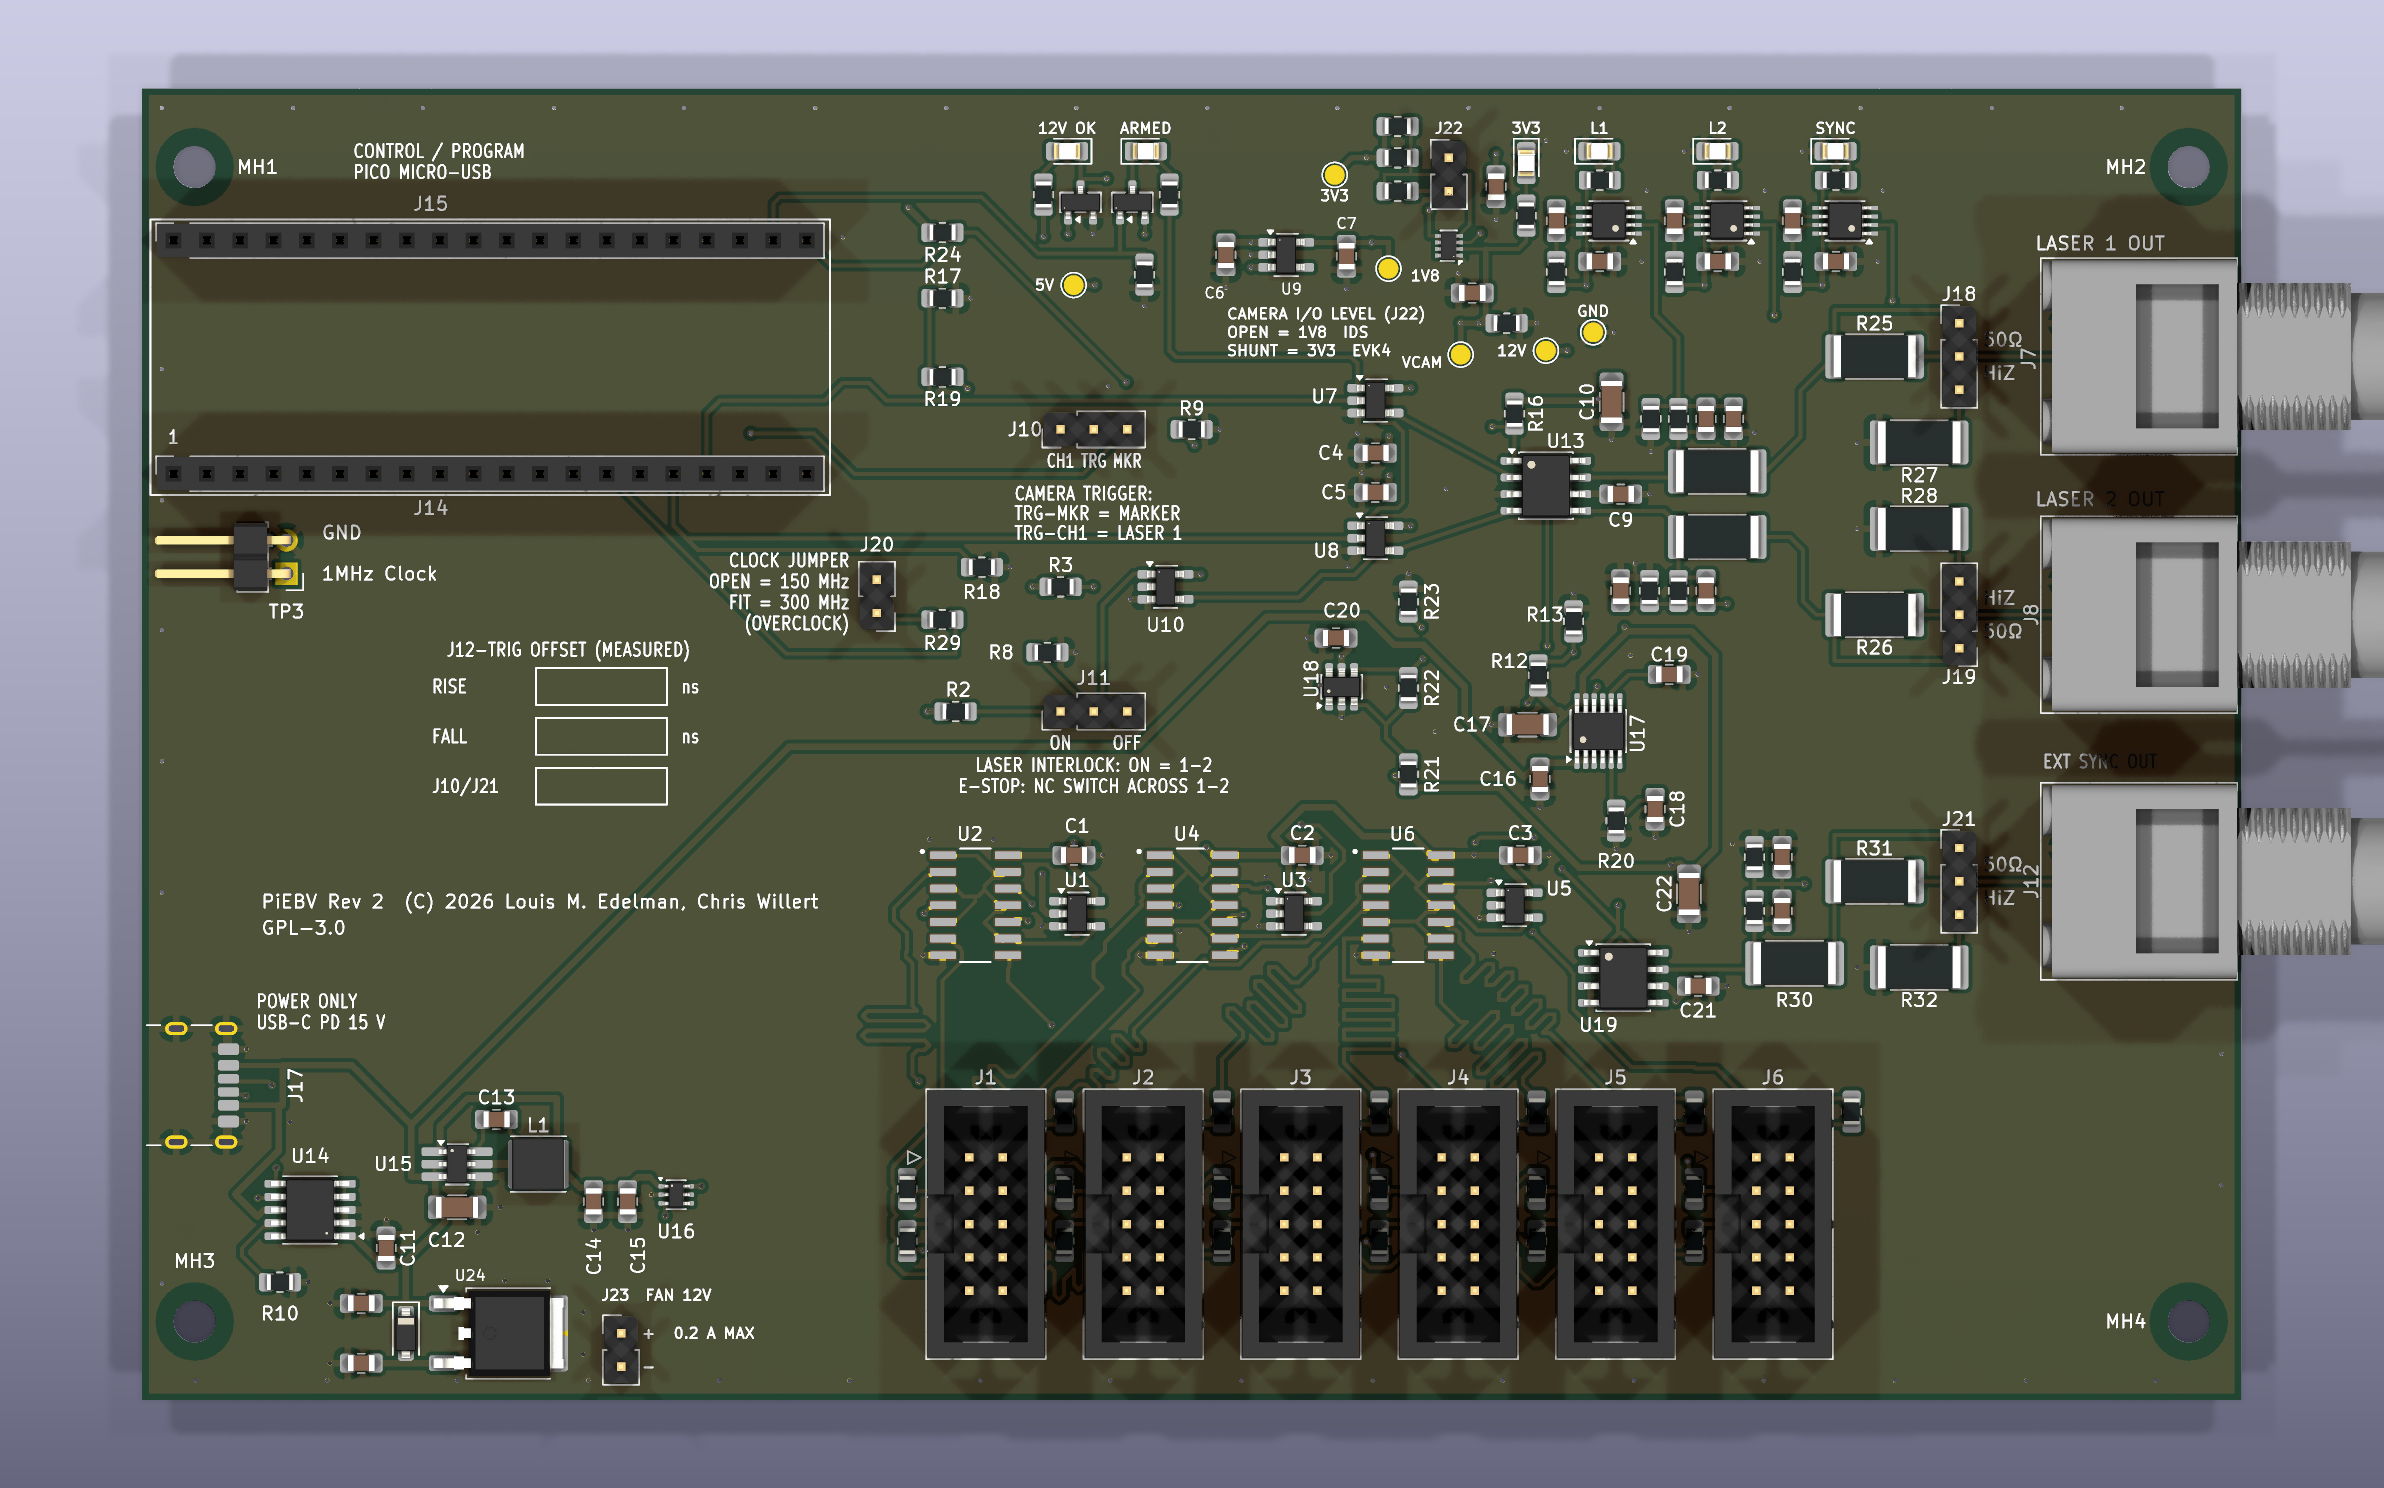 12V OK
ARMED
J22
3V3
L1
L2
SYNC
CONTROL / PROGRAM
PICO MICRO-USB
MH1
MH2
3V3
J15
C7
R24
R17
5V
C6
U9
1V8
LASER 1 OUT
CAMERA I/O LEVEL (J22)
OPEN = 1V8  IDS
SHUNT = 3V3  EVK4
VCAM
12V
GND
J18
R25
50Ω
HiZ
J7
R19
U7
R9
R16
C10
J10
CH1 TRG MKR
1
U13
C4
R27
R28
LASER 2 OUT
J14
CAMERA TRIGGER:
TRG-MKR = MARKER
TRG-CH1 = LASER 1
C5
C9
GND
1MHz Clock
TP3
J20
CLOCK JUMPER
OPEN = 150 MHz
FIT = 300 MHz
(OVERCLOCK)
R18
R3
U8
U10
R29
R23
C20
R13
R26
HiZ
50Ω
J8
J19
J12-TRIG OFFSET (MEASURED)
RISE
ns
FALL
ns
J10/J21
R8
R2
J11
ON
OFF
LASER INTERLOCK: ON = 1-2
E-STOP: NC SWITCH ACROSS 1-2
U18
R22
R12
C19
C17
U17
R21
C16
C18
EXT SYNC OUT
U2
C1
U4
C2
U6
C3
R20
J21
R31
50Ω
HiZ
J12
U1
U3
U5
C22
PiEBV Rev 2  (C) 2026 Louis M. Edelman, Chris Willert
GPL-3.0
POWER ONLY
USB-C PD 15 V
U19
C21
R30
R32
J17
J1
J2
J3
J4
J5
J6
C13
L1
U14
U15
C11
C12
C14
C15
U16
MH3
R10
U24
J23
FAN 12V
+
0.2 A MAX
-
MH4